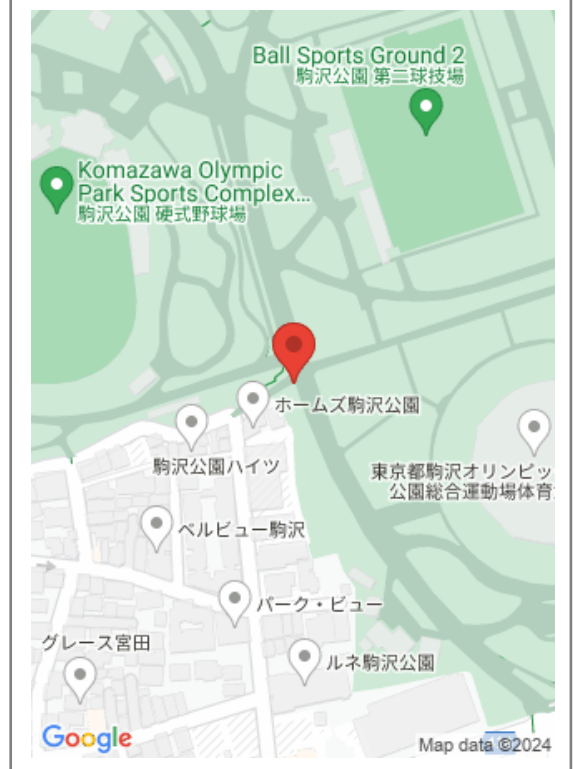 Ball Sports Ground 2
駒沢公園 第二球技場
Komazawa Olympic
Park Sports Complex...
駒沢公園 硬式野球場
ホームズ駒沢公園
駒沢公園ハイツ
東京都駒沢オリンピッ
公園総合運動場体育
ベルビュー駒沢
パーク・ビュー
グレース宮田
ルネ駒沢公園
Google
Map data ©2024